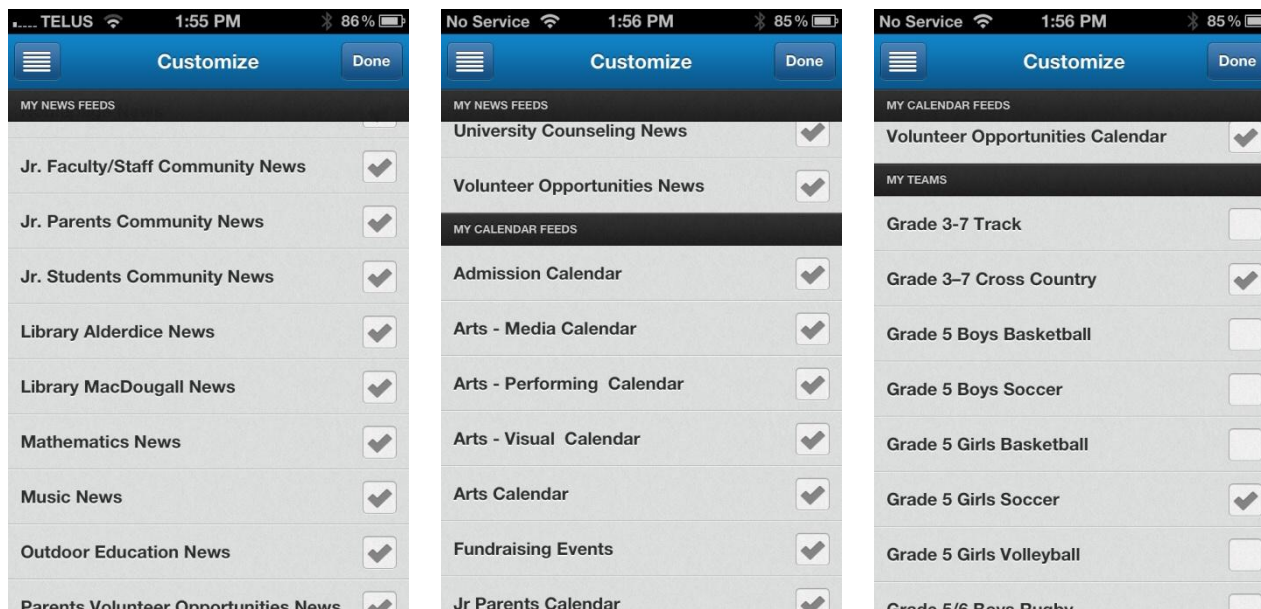 TELUS 1:55 PM 86%
Customize
Done
MY NEWS FEEDS
Jr. Faculty/Staff Community News
Jr. Parents Community News
Jr. Students Community News
Library Alderdice News
Library MacDougall News
Mathematics News
Music News
Outdoor Education News
Parents Volunteer Opportunities News
No Service 1:56 PM 85%
Customize
Done
MY NEWS FEEDS
University Counseling News
Volunteer Opportunities News
MY CALENDAR FEEDS
Admission Calendar
Arts - Media Calendar
Arts - Performing Calendar
Arts - Visual Calendar
Arts Calendar
Fundraising Events
Jr Parents Calendar
No Service 1:56 PM 85%
Customize
Done
MY CALENDAR FEEDS
Volunteer Opportunities Calendar
MY TEAMS
Grade 3-7 Track
Grade 3–7 Cross Country
Grade 5 Boys Basketball
Grade 5 Boys Soccer
Grade 5 Girls Basketball
Grade 5 Girls Soccer
Grade 5 Girls Volleyball
Grade 5/6 Boys Rugby